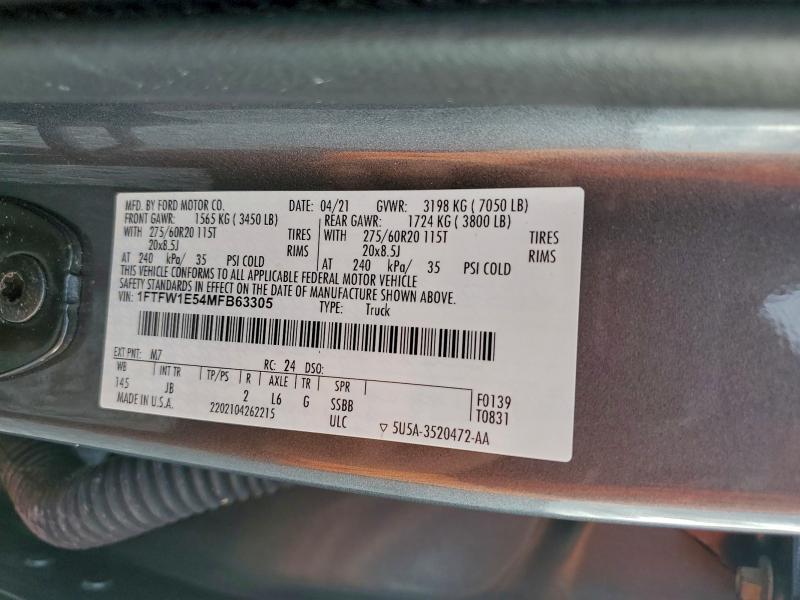 MFD. BY FORD MOTOR CO. DATE: 04/21 GVWR: 3198 KG ( 7050 LB)
FRONT GAWR: 1565 KG ( 3450 LB) REAR GAWR: 1724 KG ( 3800 LB)
WITH 275/60R20 115T TIRES WITH 275/60R20 115T TIRES
20x8.5J RIMS 20x8.5J RIMS
AT 240 kPa/ 35 PSI COLD AT 240 kPa/ 35 PSI COLD
THIS VEHICLE CONFORMS TO ALL APPLICABLE FEDERAL MOTOR VEHICLE
SAFETY STANDARDS IN EFFECT ON THE DATE OF MANUFACTURE SHOWN ABOVE.
VIN: 1FTFW1E54MFB63305 TYPE: Truck
EXT PNT: M7 RC: 24 DSO:
WB INT TR TP/PS R AXLE TR SPR
145 JB 2 L6 G SSBB F0139
MADE IN U.S.A. 2202104262215 ULC T0831
▽ 5U5A-3520472-AA